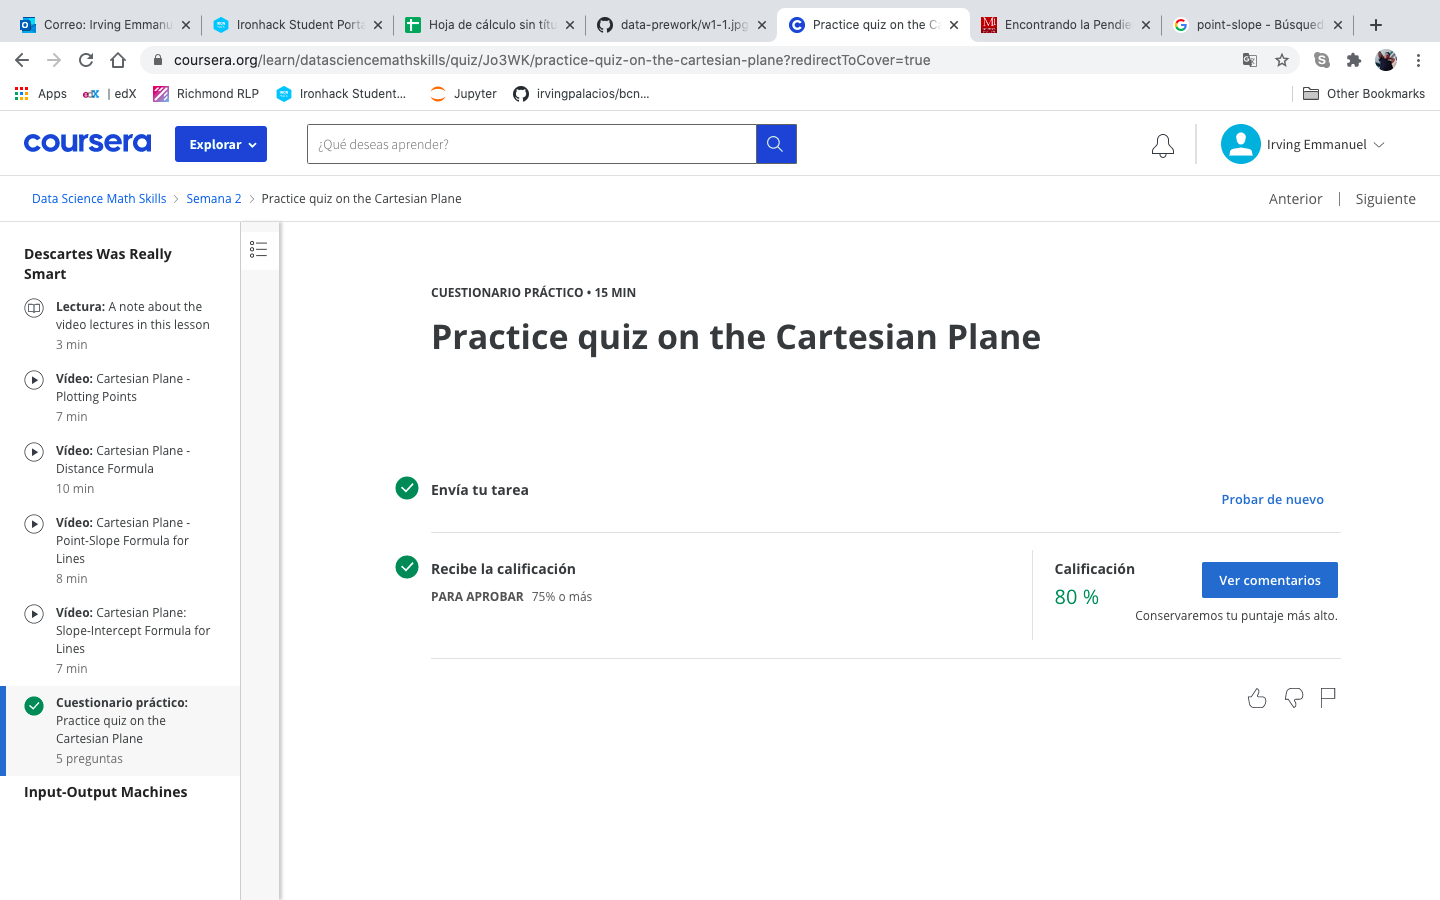 Correo: Irving Emmanu
Ironhack Student Porta
Hoja de cálculo sin títu
data-prework/w1-1.jpg
Practice quiz on the Ca
Encontrando la Pendie
point-slope - Búsqued
coursera.org/learn/datasciencemathskills/quiz/Jo3WK/practice-quiz-on-the-cartesian-plane?redirectToCover=true
Apps
edX | edX
Richmond RLP
Ironhack Student...
Jupyter
irvingpalacios/bcn...
Other Bookmarks
coursera
Explorar
¿Qué deseas aprender?
Irving Emmanuel
Data Science Math Skills
Semana 2
Practice quiz on the Cartesian Plane
Anterior
Siguiente
Descartes Was Really
Smart
Lectura: A note about the
video lectures in this lesson
3 min
Vídeo: Cartesian Plane -
Plotting Points
7 min
Vídeo: Cartesian Plane -
Distance Formula
10 min
Vídeo: Cartesian Plane -
Point-Slope Formula for
Lines
8 min
Vídeo: Cartesian Plane:
Slope-Intercept Formula for
Lines
7 min
Cuestionario práctico:
Practice quiz on the
Cartesian Plane
5 preguntas
Input-Output Machines
CUESTIONARIO PRÁCTICO • 15 MIN
Practice quiz on the Cartesian Plane
Envía tu tarea
Probar de nuevo
Recibe la calificación
PARA APROBAR 75% o más
Calificación
80 %
Ver comentarios
Conservaremos tu puntaje más alto.